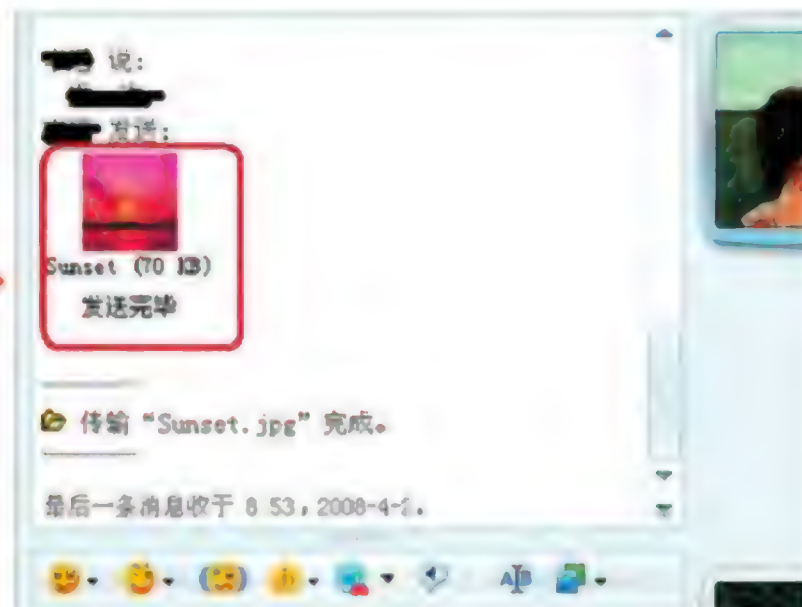 说:
发送:
Sunset (70 KB)
发送完毕
传输 “Sunset.jpg” 完成。
最后一条消息收于 8 53, 2008-4-